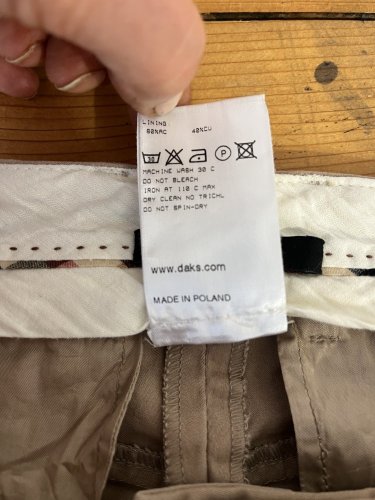 LINING
60%AC 40%CU
30 P
MACHINE WASH 30 C
DO NOT BLEACH
IRON AT 110 C MAX
DRY CLEAN NO TRICHL
DO NOT SPIN-DRY
www.daks.com
MADE IN POLAND